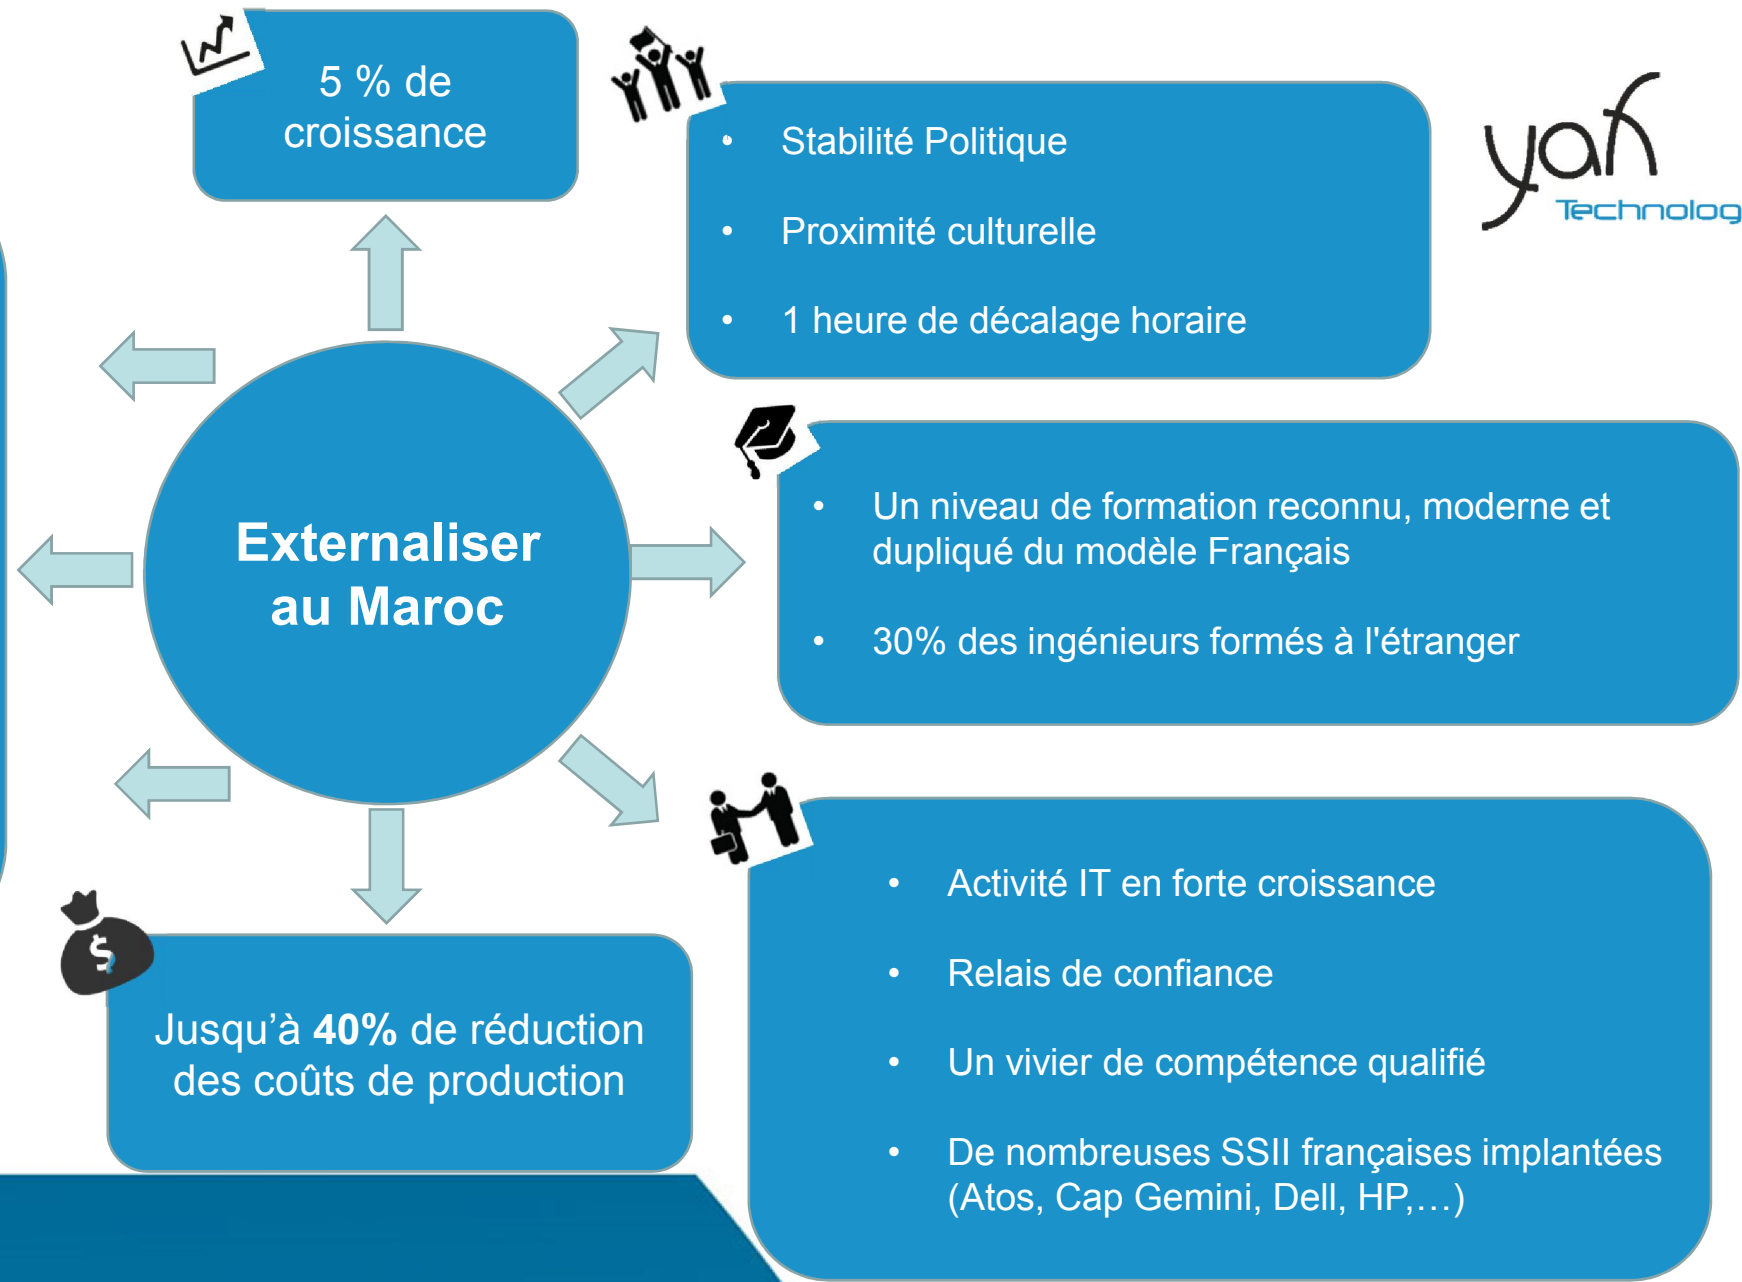 5 % de
croissance
• Stabilité Politique
• Proximité culturelle
• 1 heure de décalage horaire
yah
Technolog
Externaliser
au Maroc
• Un niveau de formation reconnu, moderne et
dupliqué du modèle Français
• 30% des ingénieurs formés à l'étranger
• Activité IT en forte croissance
• Relais de confiance
• Un vivier de compétence qualifié
• De nombreuses SSII françaises implantées
(Atos, Cap Gemini, Dell, HP,…)
$
Jusqu’à 40% de réduction
des coûts de production